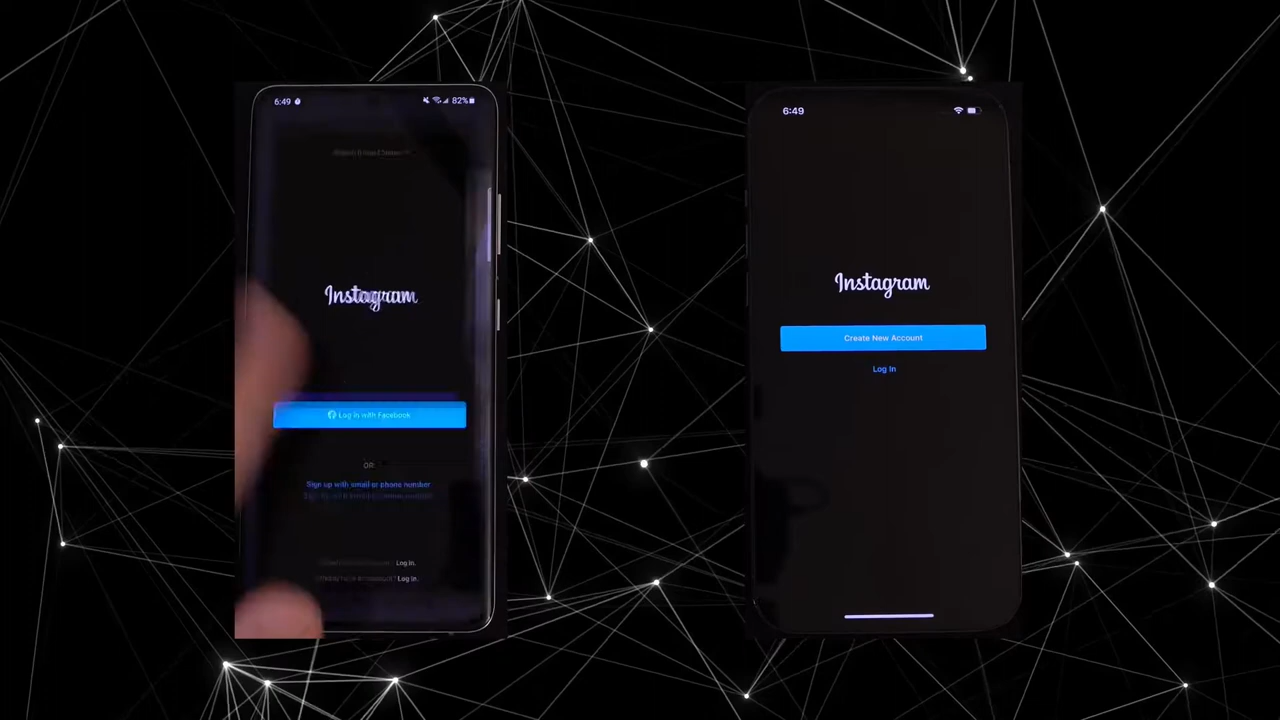 6:49
82%
Instagram
Log in with Facebook
OR
Sign up with email or phone number
Log in.
Log in.
6:49
Instagram
Create New Account
Log In